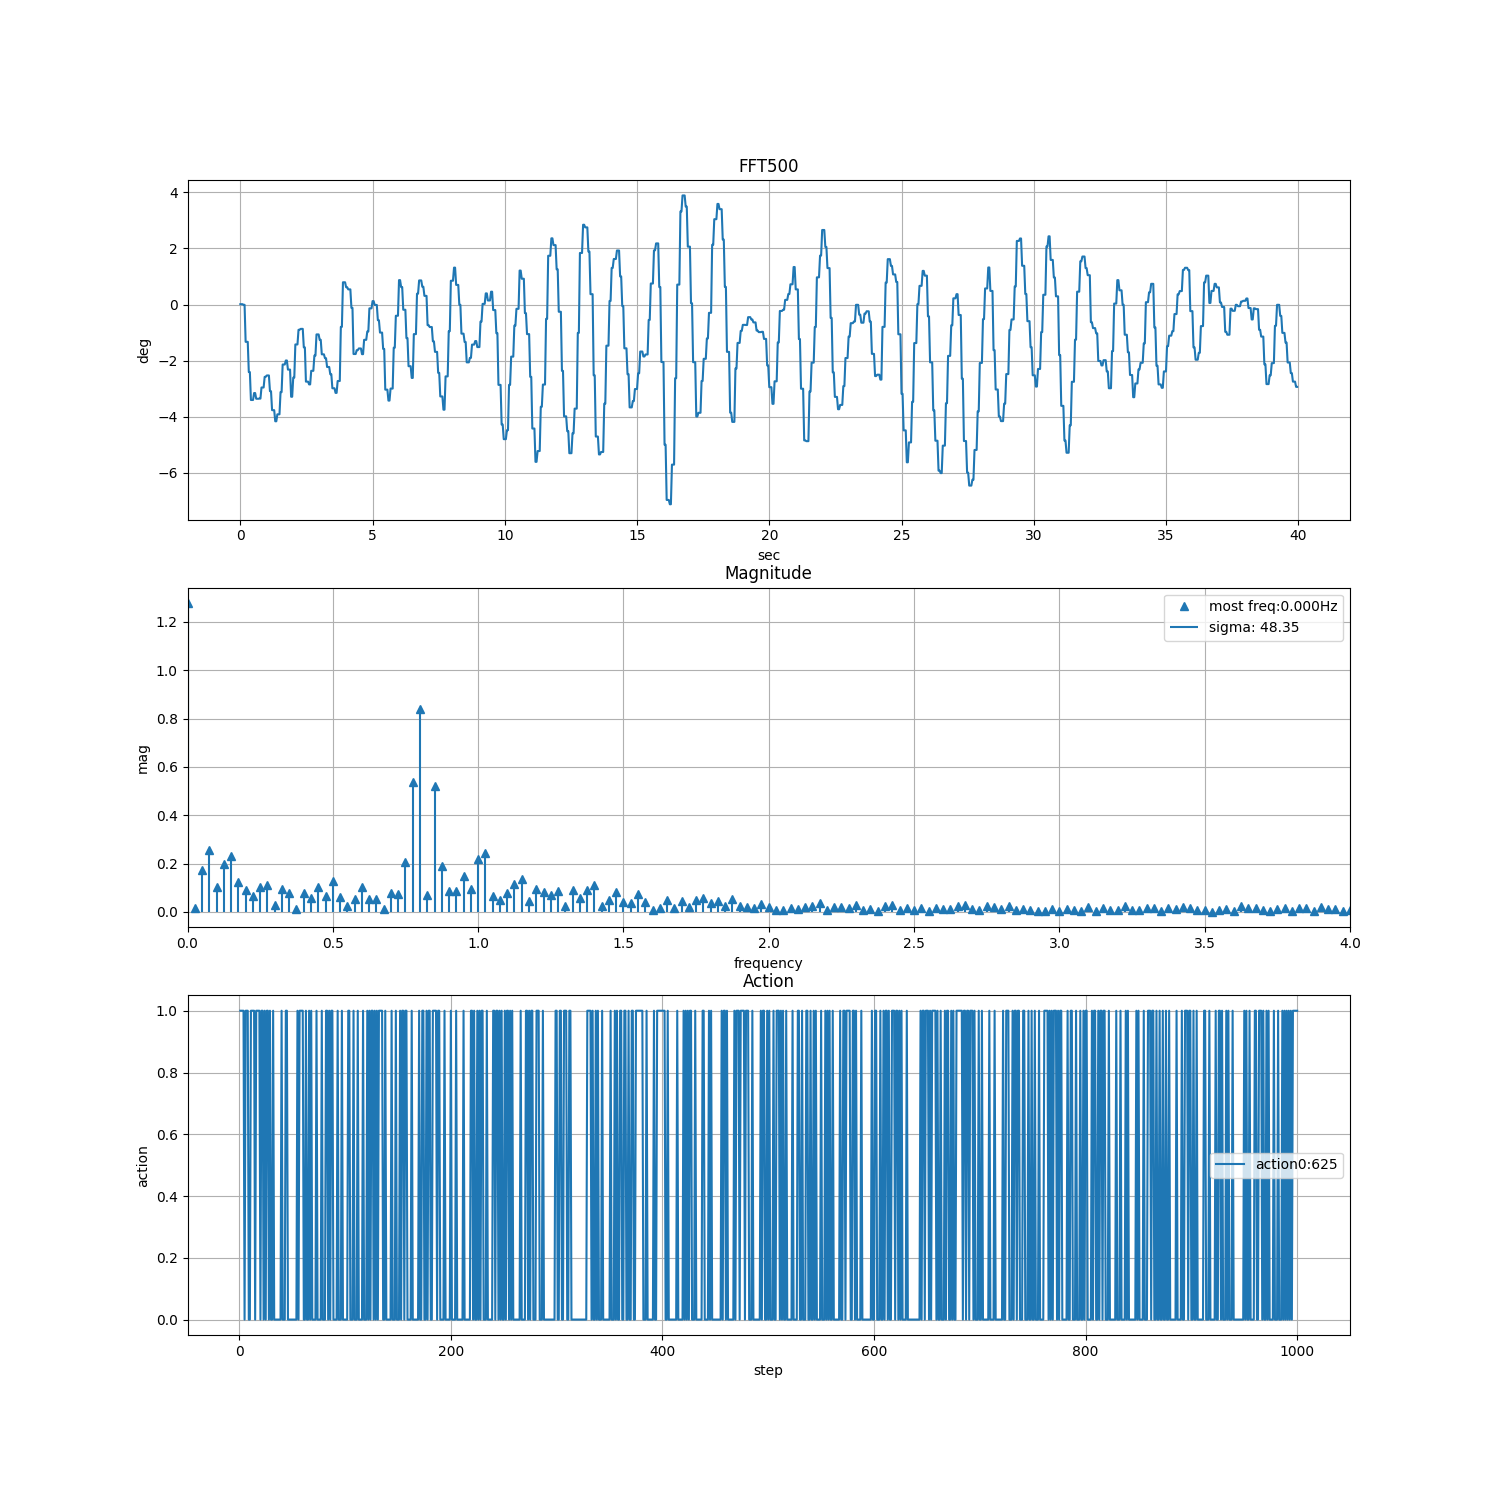 FFT500
4
2
0
−2
−4
−6
deg
0 5 10 15 20 25 30 35 40
sec
Magnitude
most freq:0.000Hz
sigma: 48.35
1.2
1.0
0.8
0.6
0.4
0.2
0.0
mag
0.0 0.5 1.0 1.5 2.0 2.5 3.0 3.5 4.0
frequency
Action
1.0
0.8
0.6
0.4
0.2
0.0
action
action0:625
0 200 400 600 800 1000
step